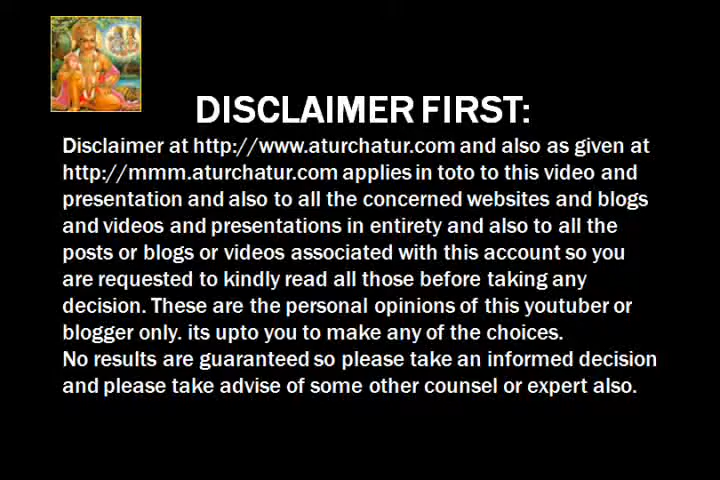 DISCLAIMER FIRST:
Disclaimer at http://www.aturchatur.com and also as given at
http://mmm.aturchatur.com applies in toto to this video and
presentation and also to all the concerned websites and blogs
and videos and presentations in entirety and also to all the
posts or blogs or videos associated with this account so you
are requested to kindly read all those before taking any
decision. These are the personal opinions of this youtuber or
blogger only. its upto you to make any of the choices.
No results are guaranteed so please take an informed decision
and please take advise of some other counsel or expert also.